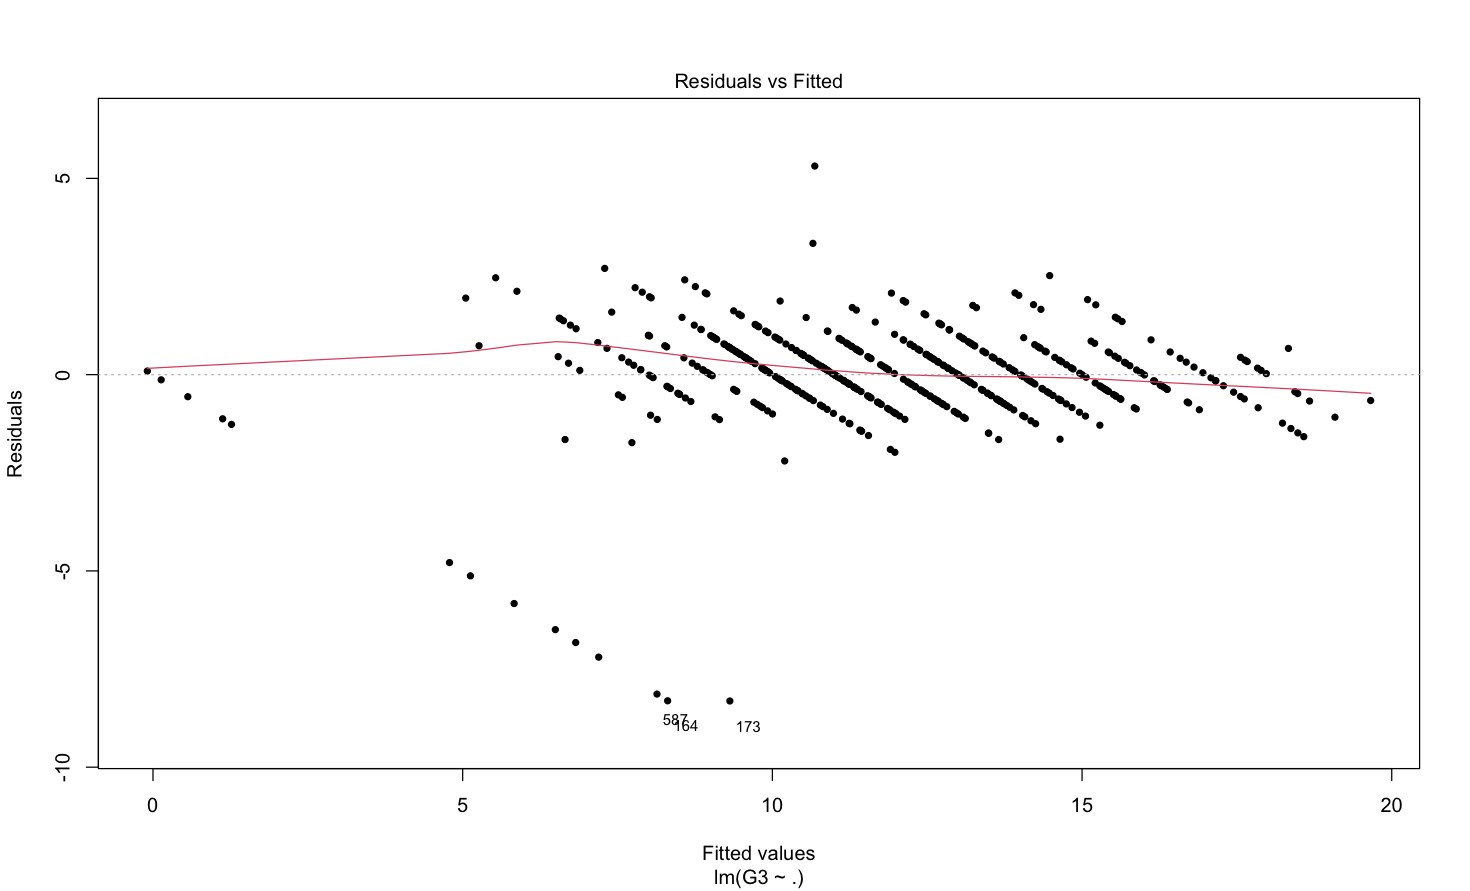 Residuals vs Fitted
Residuals
5
0
-5
-10
587
164
173
0 5 10 15 20
Fitted values
lm(G3 ~ .)